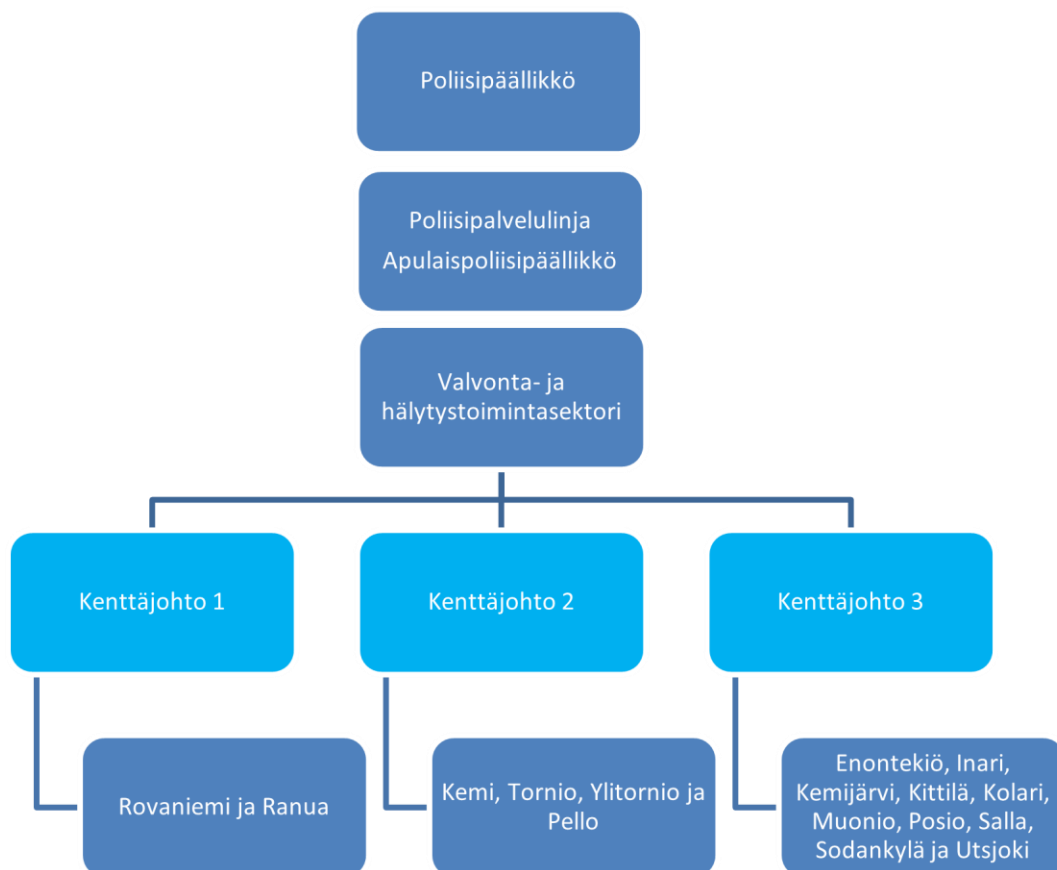 Poliisipäällikkö
Poliisipalvelulinja
Apulaispoliisipäällikkö
Valvonta- ja
hälytystoimintasektori
Kenttäjohto 1
Kenttäjohto 2
Kenttäjohto 3
Rovaniemi ja Ranua
Kemi, Tornio, Ylitornio ja
Pello
Enontekiö, Inari,
Kemijärvi, Kittilä, Kolari,
Muonio, Posio, Salla,
Sodankylä ja Utsjoki